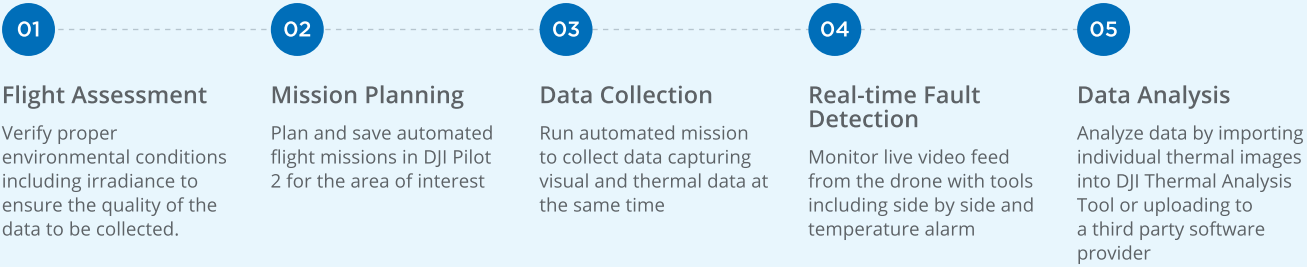 01
Flight Assessment
Verify proper
environmental conditions
including irradiance to
ensure the quality of the
data to be collected.
02
Mission Planning
Plan and save automated
flight missions in DJI Pilot
2 for the area of interest
03
Data Collection
Run automated mission
to collect data capturing
visual and thermal data at
the same time
04
Real-time Fault
Detection
Monitor live video feed
from the drone with tools
including side by side and
temperature alarm
05
Data Analysis
Analyze data by importing
individual thermal images
into DJI Thermal Analysis
Tool or uploading to
a third party software
provider